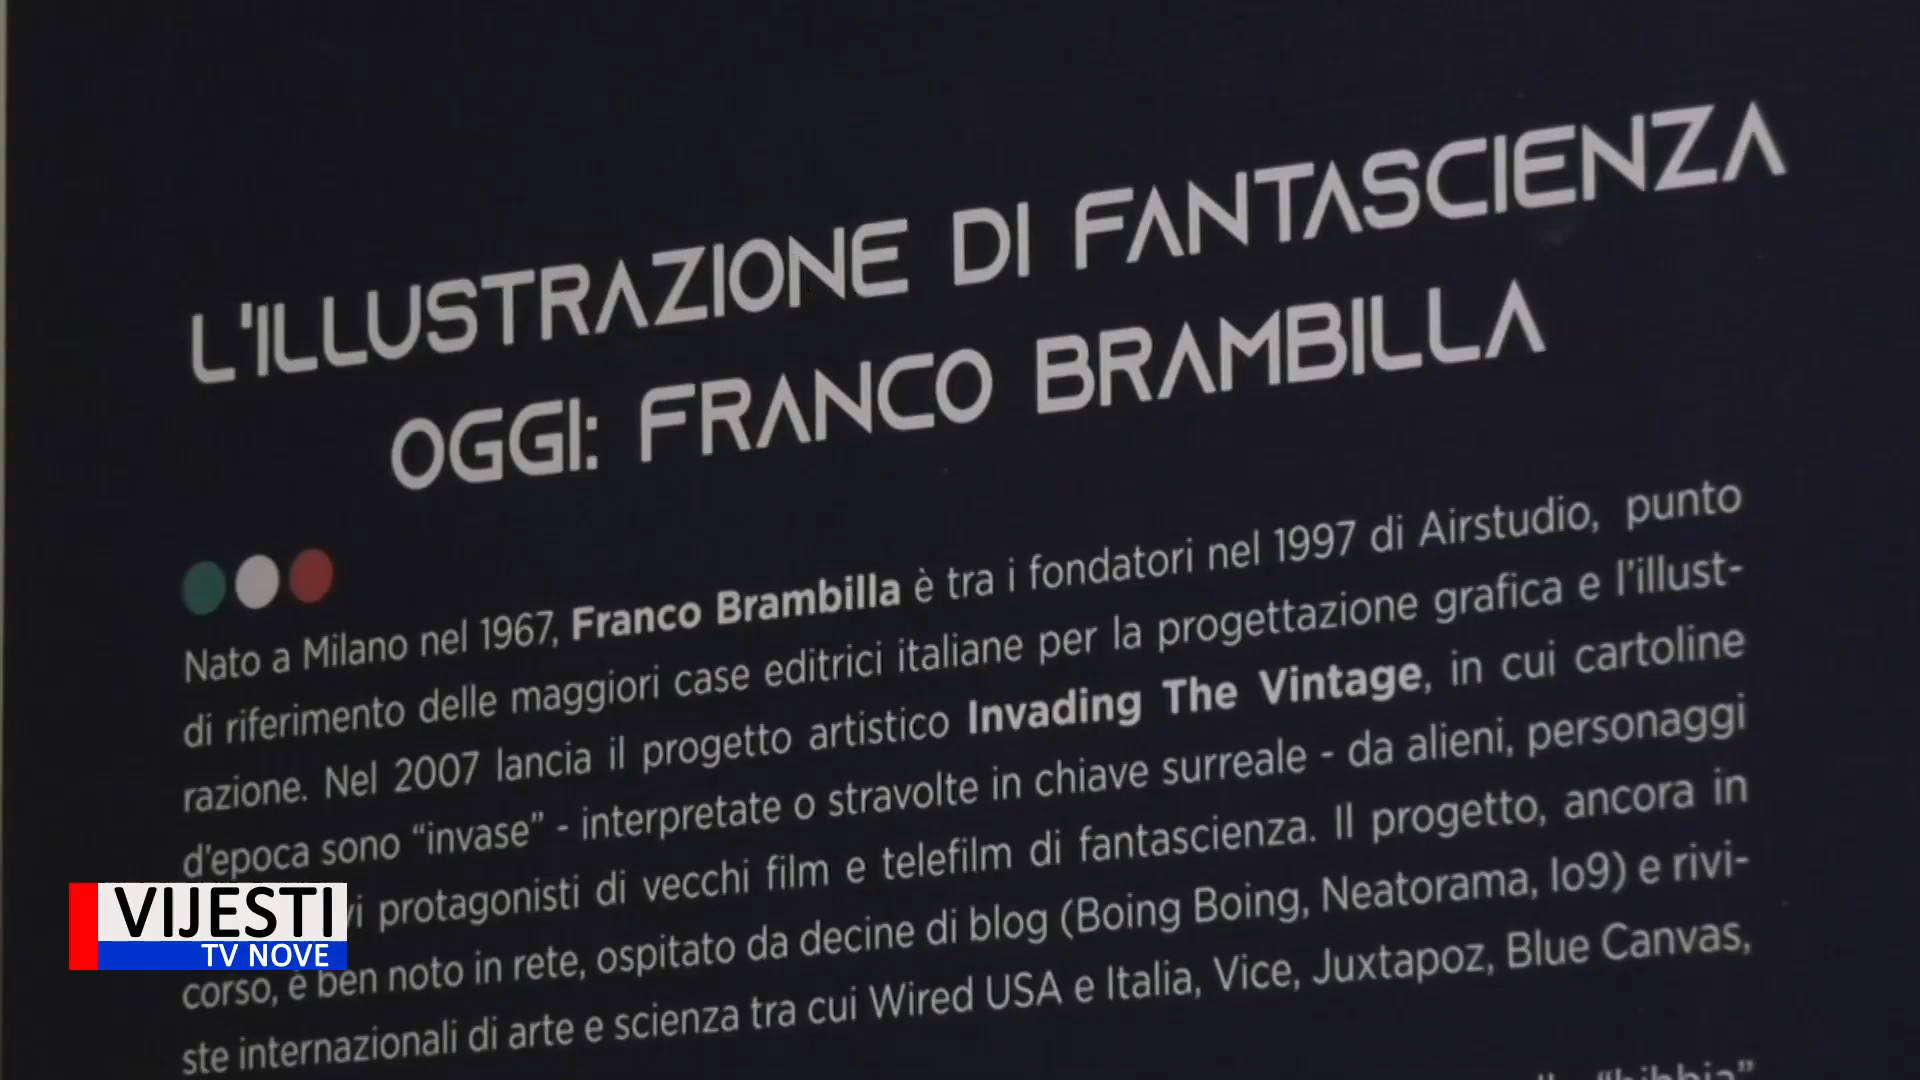 L'ILLUSTRAZIONE DI FANTASCIENZA
OGGI: FRANCO BRAMBILLA
Nato a Milano nel 1967, Franco Brambilla è tra i fondatori nel 1997 di Airstudio, punto
di riferimento delle maggiori case editrici italiane per la progettazione grafica e l'illust-
razione. Nel 2007 lancia il progetto artistico Invading The Vintage, in cui cartoline
d'epoca sono “invase” - interpretate o stravolte in chiave surreale - da alieni, personaggi
protagonisti di vecchi film e telefilm di fantascienza. Il progetto, ancora in
corso, è ben noto in rete, ospitato da decine di blog (Boing Boing, Neatorama, Io9) e rivi-
ste internazionali di arte e scienza tra cui Wired USA e Italia, Vice, Juxtapoz, Blue Canvas,
“bibbia”
VIJESTI
TV NOVE